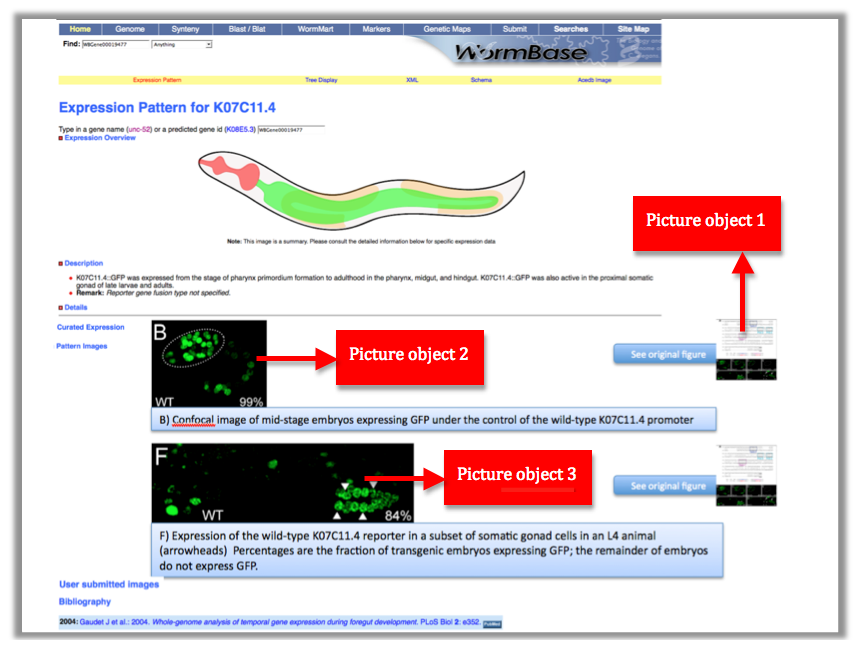 Home Genome Synteny Blast / Blat WormMart Markers Genetic Maps Submit Searches Site Map
Find: WBGene00019477 Anything
WormBase
Expression Pattern Tree Display XML Schema Acedb Image
Expression Pattern for K07C11.4
Type in a gene name (unc-52) or a predicted gene id (K08E5.3) WBGene00019477
Expression Overview
Picture object 1
Note: This image is a summary. Please consult the detailed information below for specific expression data
Description
K07C11.4::GFP was expressed from the stage of pharynx primordium formation to adulthood in the pharynx, midgut, and hindgut. K07C11.4::GFP was also active in the proximal somatic
gonad of late larvae and adults.
Remark: Reporter gene fusion type not specified.
Details
Curated Expression
Pattern Images
B
WT 99%
Picture object 2
See original figure
B) Confocal image of mid-stage embryos expressing GFP under the control of the wild-type K07C11.4 promoter
F
WT 84%
Picture object 3
See original figure
F) Expression of the wild-type K07C11.4 reporter in a subset of somatic gonad cells in an L4 animal
(arrowheads) Percentages are the fraction of transgenic embryos expressing GFP; the remainder of embryos
do not express GFP.
User submitted images
Bibliography
2004: Gaudet J et al.: 2004. Whole-genome analysis of temporal gene expression during foregut development. PLoS Biol 2: e352. PubMed